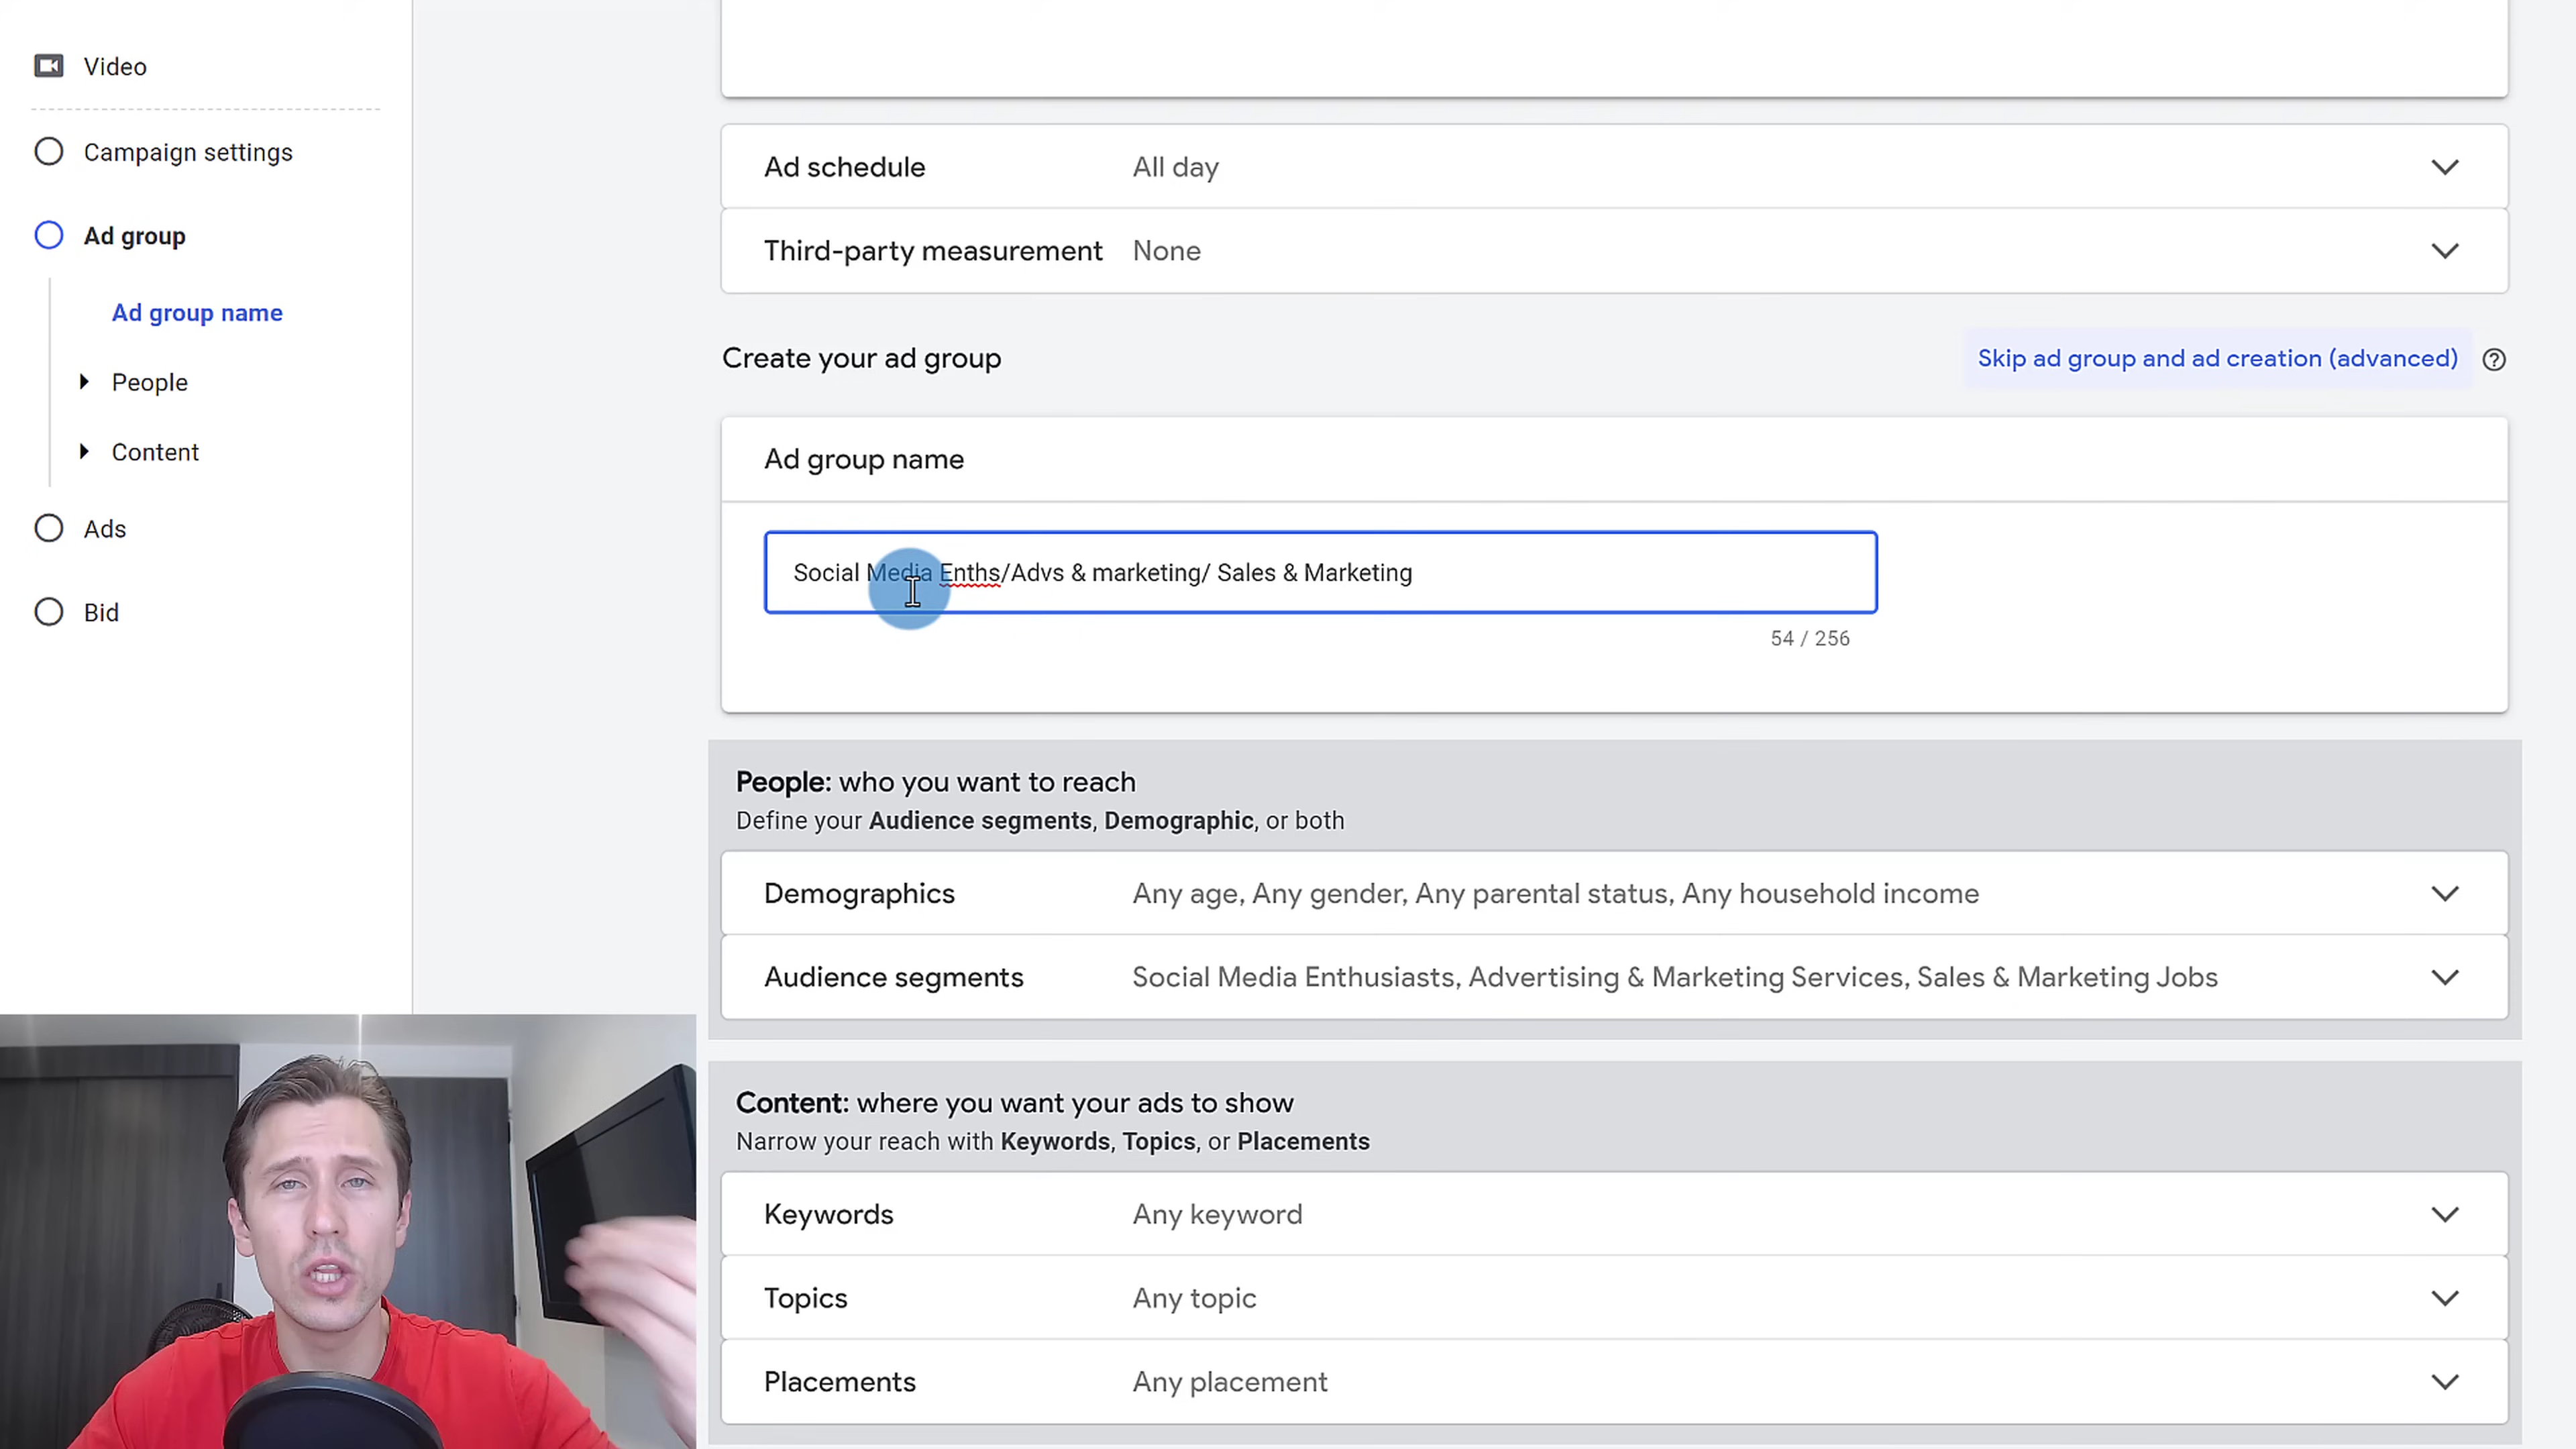 Video
Campaign settings
Ad group
Ad group name
People
Content
Ads
Bid
Ad schedule All day
Third-party measurement None
Create your ad group Skip ad group and ad creation (advanced)
Ad group name
Social Media Enths/Advs & marketing/ Sales & Marketing
54 / 256
People: who you want to reach
Define your Audience segments, Demographic, or both
Demographics Any age, Any gender, Any parental status, Any household income
Audience segments Social Media Enthusiasts, Advertising & Marketing Services, Sales & Marketing Jobs
Content: where you want your ads to show
Narrow your reach with Keywords, Topics, or Placements
Keywords Any keyword
Topics Any topic
Placements Any placement